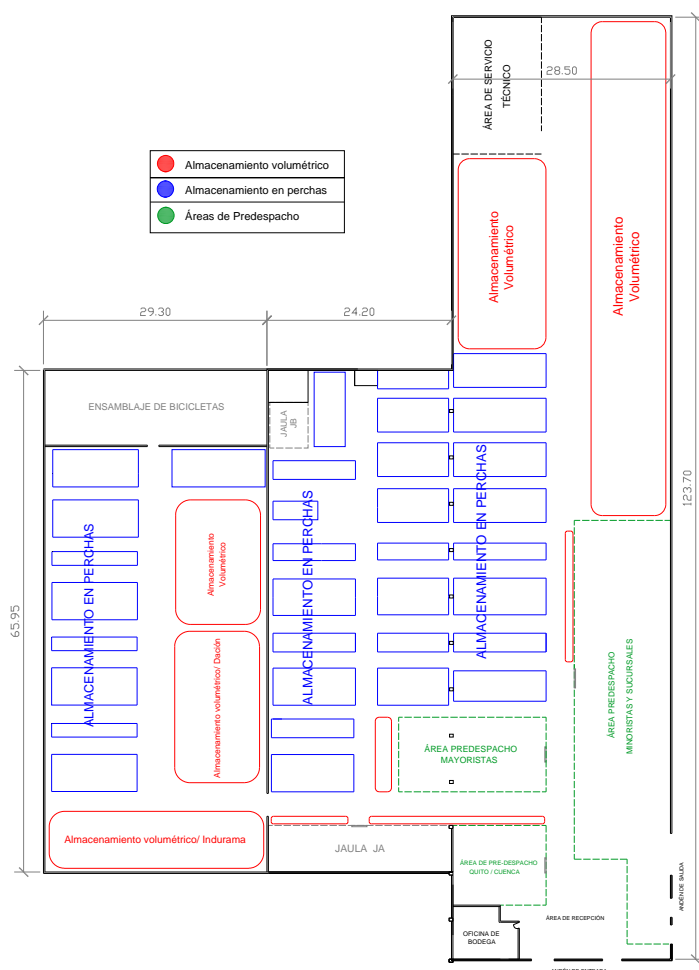 ÁREA DE SERVICIO
TÉCNICO
28.50
Almacenamiento volumétrico
Almacenamiento en perchas
Áreas de Predespacho
Almacenamiento
Volumétrico
Almacenamiento
Volumétrico
29.30
24.20
ENSAMBLAJE DE BICICLETAS
JAULA
JB
123.70
65.95
ALMACENAMIENTO EN PERCHAS
Almacenamiento
Volumétrico
ALMACENAMIENTO EN PERCHAS
ALMACENAMIENTO EN PERCHAS
Almacenamiento volumétrico/ Dación
ÁREA PREDESPACHO
MINORISTAS Y SUCURSALES
ÁREA PREDESPACHO
MAYORISTAS
Almacenamiento volumétrico/ Indurama
JAULA JA
ÁREA DE PRE-DESPACHO
QUITO / CUENCA
ANDÉN DE SALIDA
ÁREA DE RECEPCIÓN
OFICINA DE
BODEGA